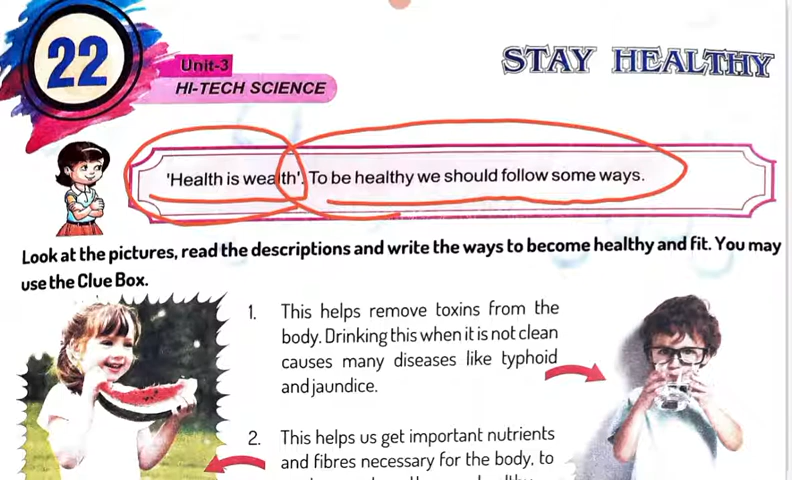 22
Unit-3
HI-TECH SCIENCE
STAY HEALTHY
'Health is wealth'. To be healthy we should follow some ways.
Look at the pictures, read the descriptions and write the ways to become healthy and fit. You may
use the Clue Box.
1. This helps remove toxins from the
body. Drinking this when it is not clean
causes many diseases like typhoid
and jaundice.
2. This helps us get important nutrients
and fibres necessary for the body, to